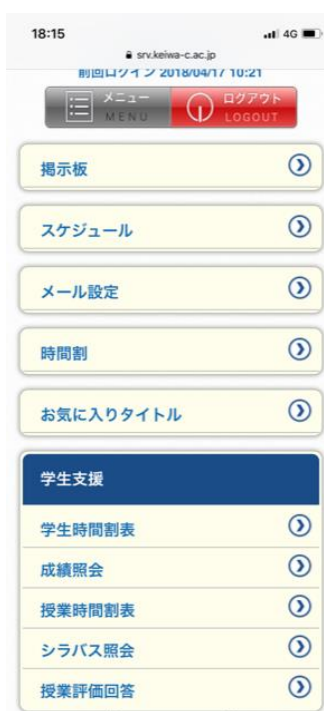 18:15
4G
srv.keiwa-c.ac.jp
前回ログイン 2018/04/17 10:21
メニュー
MENU
ログアウト
LOGOUT
掲示板
スケジュール
メール設定
時間割
お気に入りタイトル
学生支援
学生時間割表
成績照会
授業時間割表
シラバス照会
授業評価回答